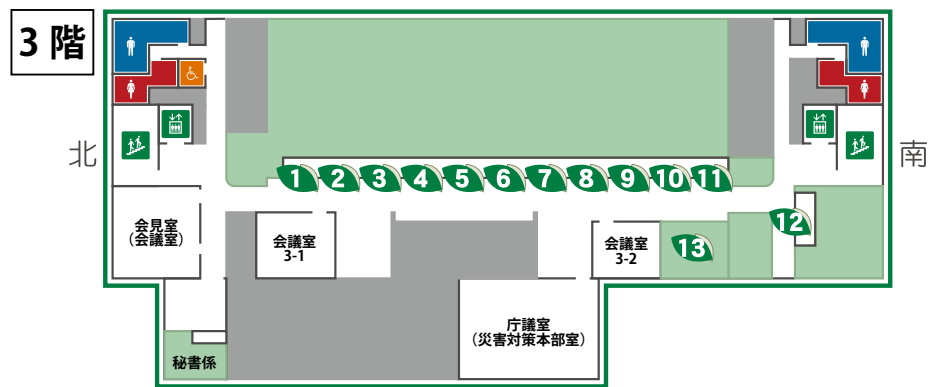 3 階
北
南
1 2 3 4 5 6 7 8 9 10 11
12
会見室
(会議室)
会議室
3-1
会議室
3-2
13
庁議室
(災害対策本部室)
秘書係